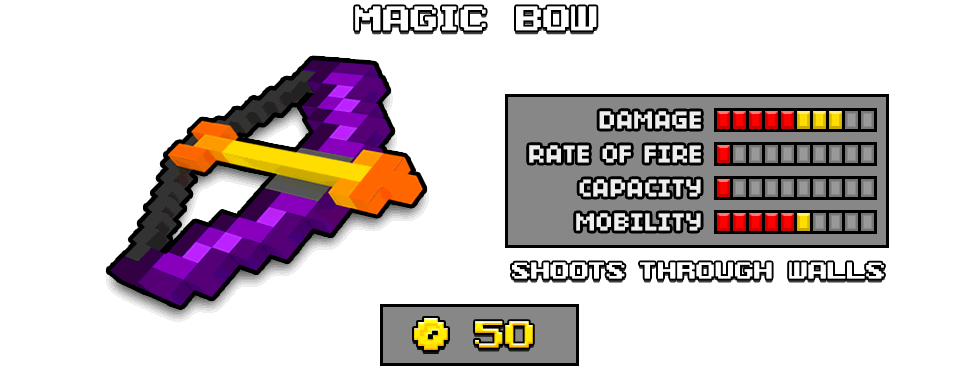 MAGIC BOW
DAMAGE
RATE OF FIRE
CAPACITY
MOBILITY
SHOOTS THROUGH WALLS
50